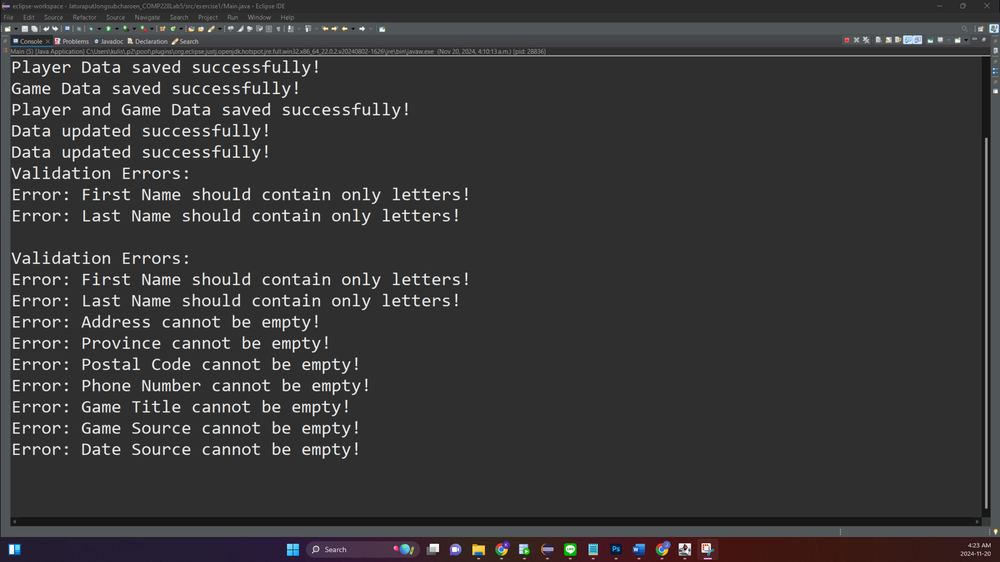 eclipse-workspace - JaturaputJongsubcharoen_COMP228Lab5/src/exercise1/Main.java - Eclipse IDE
File Edit Source Refactor Source Navigate Search Project Run Window Help
Console Problems Javadoc Declaration Search
Main (5) [Java Application] C:\Users\kulis\.p2\pool\plugins\org.eclipse.justj.openjdk.hotspot.jre.full.win32.x86_64_22.0.2.v20240802-1626\jre\bin\javaw.exe (Nov 20, 2024, 4:10:13 a.m.) [pid: 28836]
Player Data saved successfully!
Game Data saved successfully!
Player and Game Data saved successfully!
Data updated successfully!
Data updated successfully!
Validation Errors:
Error: First Name should contain only letters!
Error: Last Name should contain only letters!
Validation Errors:
Error: First Name should contain only letters!
Error: Last Name should contain only letters!
Error: Address cannot be empty!
Error: Province cannot be empty!
Error: Postal Code cannot be empty!
Error: Phone Number cannot be empty!
Error: Game Title cannot be empty!
Error: Game Source cannot be empty!
Error: Date Source cannot be empty!
Search
K
LINE
Ps
W
J
4:23 AM
2024-11-20